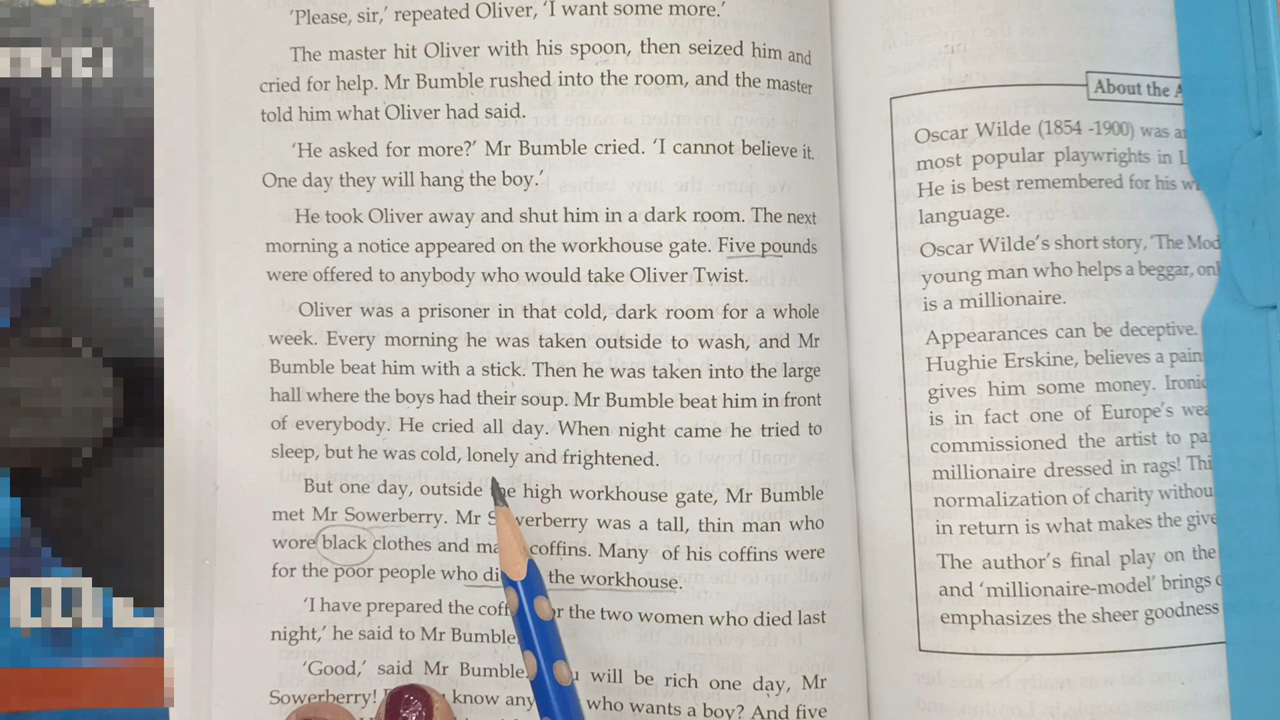 'Please, sir,' repeated Oliver, 'I want some more.'
The master hit Oliver with his spoon, then seized him and
cried for help. Mr Bumble rushed into the room, and the master
told him what Oliver had said.
'He asked for more?' Mr Bumble cried. 'I cannot believe it.
One day they will hang the boy.'
He took Oliver away and shut him in a dark room. The next
morning a notice appeared on the workhouse gate. Five pounds
were offered to anybody who would take Oliver Twist.
Oliver was a prisoner in that cold, dark room for a whole
week. Every morning he was taken outside to wash, and Mr
Bumble beat him with a stick. Then he was taken into the large
hall where the boys had their soup. Mr Bumble beat him in front
of everybody. He cried all day. When night came he tried to
sleep, but he was cold, lonely and frightened.
But one day, outside the high workhouse gate, Mr Bumble
met Mr Sowerberry. Mr Sowerberry was a tall, thin man who
wore black clothes and coffins. Many of his coffins were
for the poor people who the workhouse.
'I have prepared the the two women who died last
night,' he said to Mr Bumble.
'Good,' said Mr Bumble. will be rich one day, Mr
Sowerberry! know any who wants a boy? And five
About the
Oscar Wilde (1854 -1900) was
most popular playwrights in
He is best remembered for his
language.
Oscar Wilde's short story, 'The
young man who helps a beggar,
is a millionaire.
Appearances can be deceptive.
Hughie Erskine, believes a
gives him some money.
is in fact one of Europe's
commissioned the artist to
millionaire dressed in rags!
normalization of charity
in return is what makes the
The author's final play on the
and 'millionaire-model' brings
emphasizes the sheer goodness